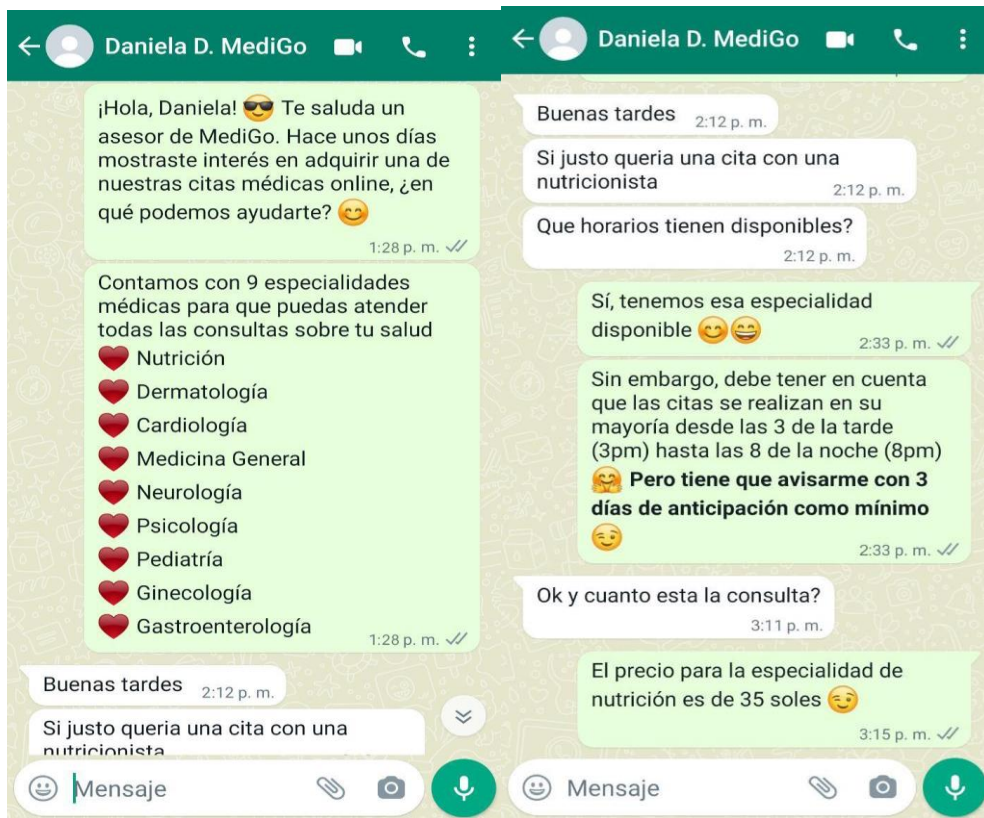 Daniela D. MediGo
¡Hola, Daniela! 😎 Te saluda un
asesor de MediGo. Hace unos días
mostraste interés en adquirir una de
nuestras citas médicas online, ¿en
qué podemos ayudarte? 😊
1:28 p. m.
Contamos con 9 especialidades
médicas para que puedas atender
todas las consultas sobre tu salud
❤️ Nutrición
❤️ Dermatología
❤️ Cardiología
❤️ Medicina General
❤️ Neurología
❤️ Psicología
❤️ Pediatría
❤️ Ginecología
❤️ Gastroenterología
1:28 p. m.
Buenas tardes 2:12 p. m.
Si justo queria una cita con una
nutricionista
Mensaje
Daniela D. MediGo
Buenas tardes 2:12 p. m.
Si justo queria una cita con una
nutricionista
2:12 p. m.
Que horarios tienen disponibles?
2:12 p. m.
Sí, tenemos esa especialidad
disponible 😊😄
2:33 p. m.
Sin embargo, debe tener en cuenta
que las citas se realizan en su
mayoría desde las 3 de la tarde
(3pm) hasta las 8 de la noche (8pm)
🤗 Pero tiene que avisarme con 3
días de anticipación como mínimo
😉
2:33 p. m.
Ok y cuanto esta la consulta?
3:11 p. m.
El precio para la especialidad de
nutrición es de 35 soles 😉
3:15 p. m.
Mensaje